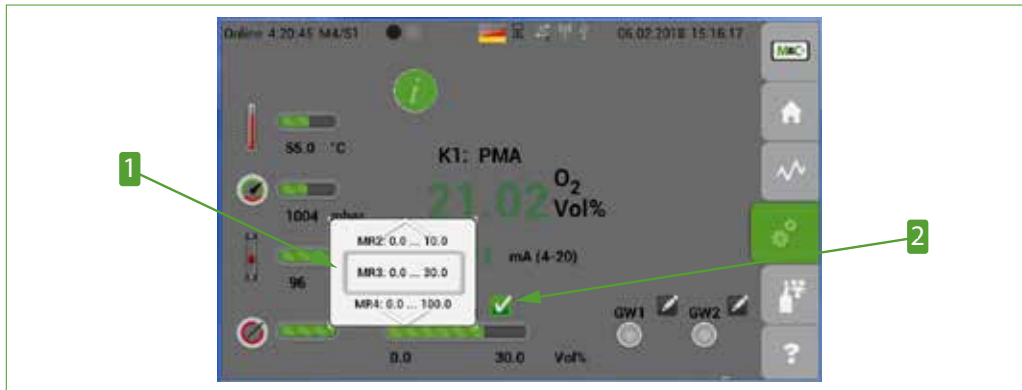 Online 4:20:45 M4/S1 06.02.2018 15:16:17
M&C
i
55.0 °C
K1: PMA
1
21.02 O2
Vol%
1004 mbar
2
MR2: 0.0 ... 10.0
mA (4-20)
MR3: 0.0 ... 30.0
96
MR4: 0.0 ... 100.0
GW1 GW2
0.0 30.0 Vol%
?